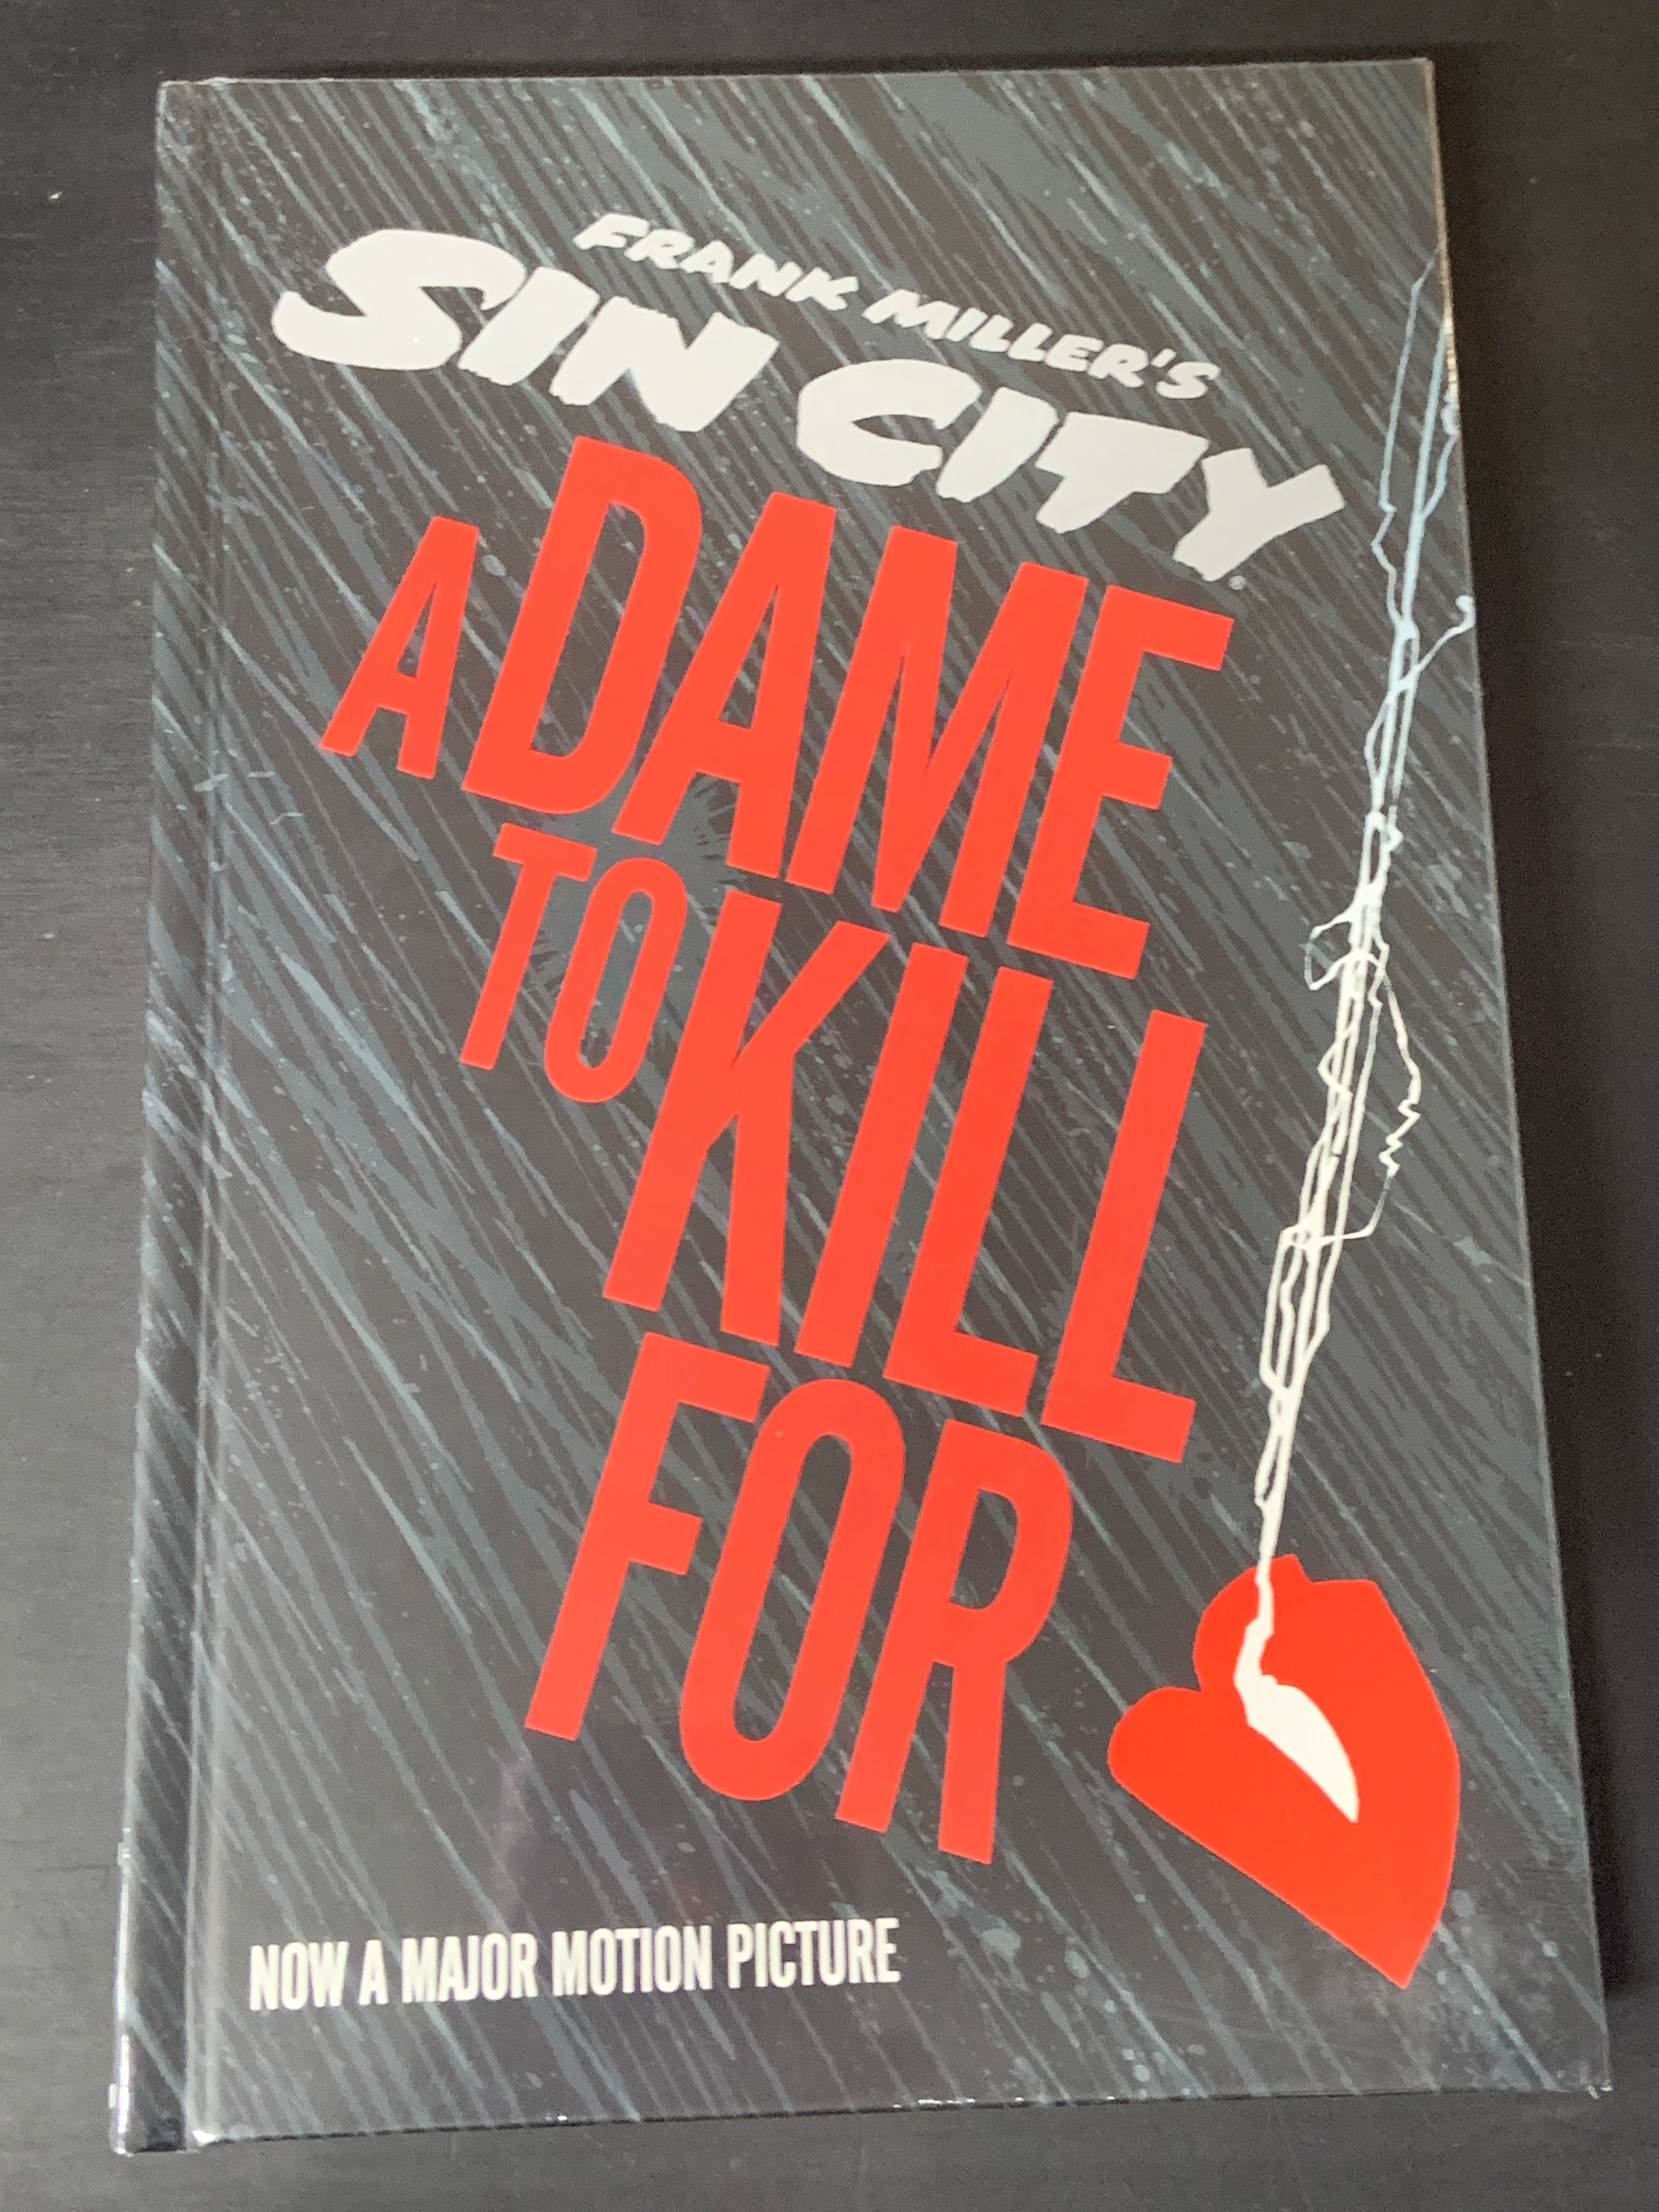 FRANK MILLER'S
SIN CITY
A DAME
TO KILL
FOR
NOW A MAJOR MOTION PICTURE